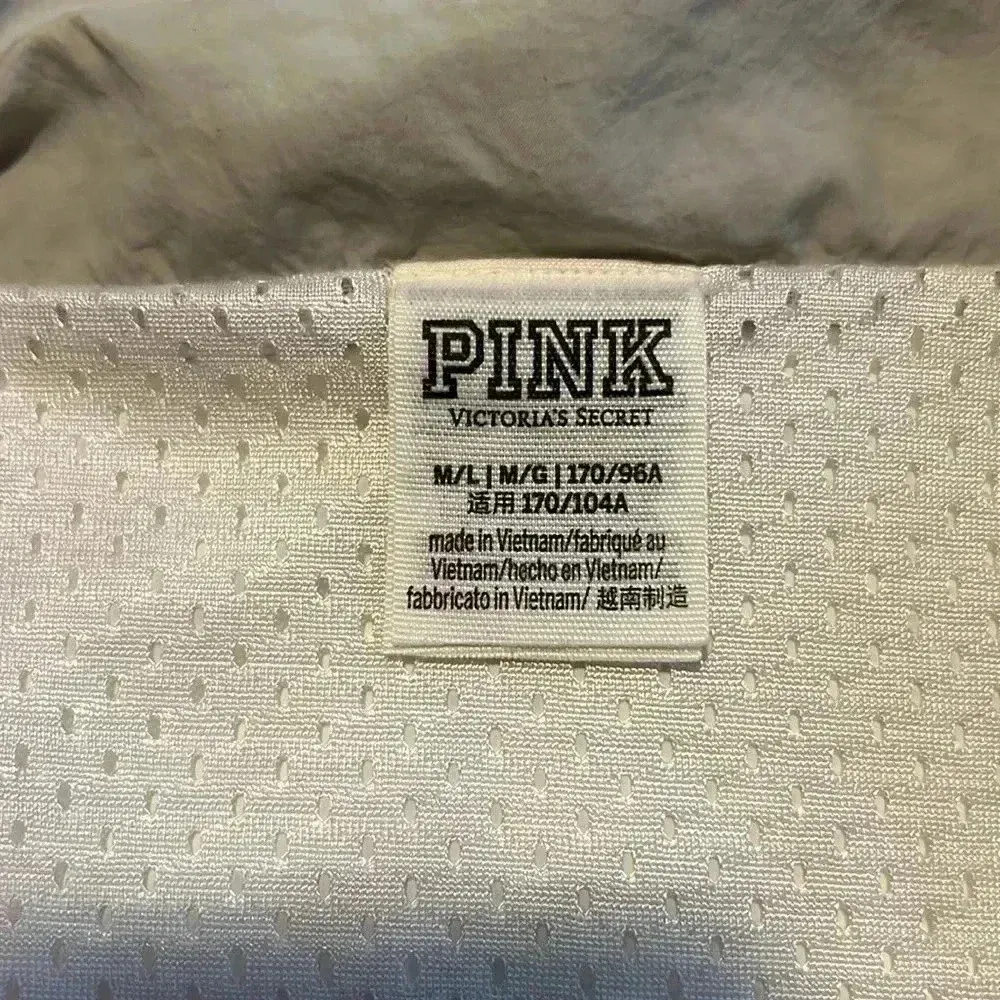 PINK
VICTORIA'S SECRET
M/L | M/G | 170/96A
适用 170/104A
made in Vietnam/fabriqué au
Vietnam/hecho en Vietnam/
fabbricato in Vietnam/ 越南制造